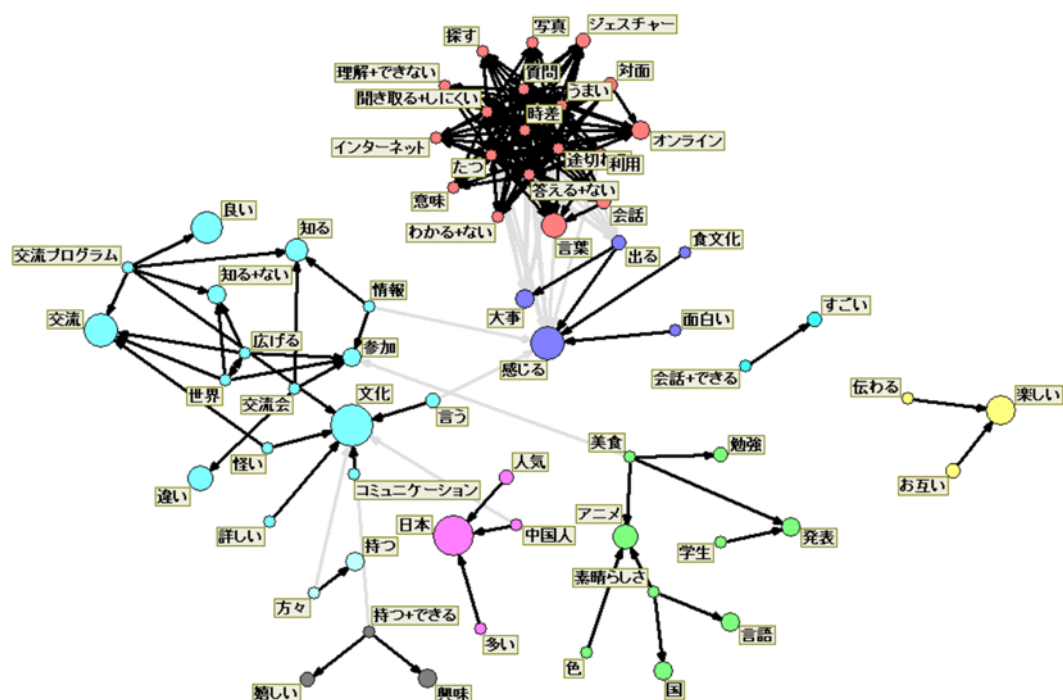 写真
ジェスチャー
探す
理解+できない
質問
対面
聞き取る+しにくい
うまい
時差
インターネット
オンライン
たつ
利用
意味
答える+ない
わかる+ない
会話
言葉
良い
知る
出る
食文化
交流プログラム
知る+ない
情報
大事
すごい
交流
広げる
参加
感じる
面白い
世界
交流会
文化
言う
会話+できる
伝わる
楽しい
怪い
美食
勉強
お互い
違い
コミュニケーション
人気
詳しい
日本
中国人
アニメ
発表
持つ
学生
方々
素晴らしさ
持つ+できる
多い
言語
色
国
嬉しい
興味